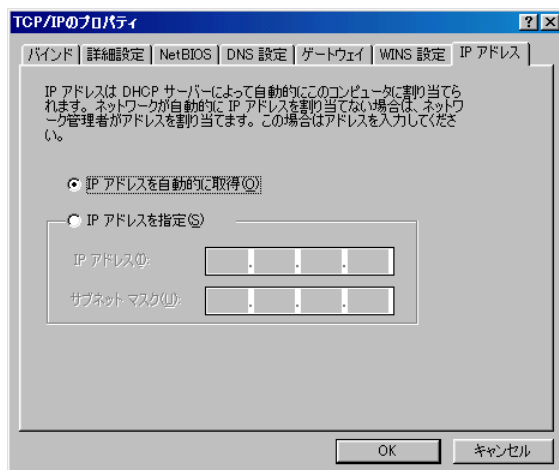 TCP/IPのプロパティ
バインド 詳細設定 NetBIOS DNS 設定 ゲートウェイ WINS 設定 IP アドレス
IP アドレスは DHCP サーバーによって自動的にこのコンピュータに割り当てら
れます。ネットワークが自動的に IP アドレスを割り当てない場合は、ネットワ
ーク管理者がアドレスを割り当てます。この場合はアドレスを入力してくださ
い。
IP アドレスを自動的に取得(O)
IP アドレスを指定(S)
IP アドレス(I):
サブネット マスク(U):
OK キャンセル